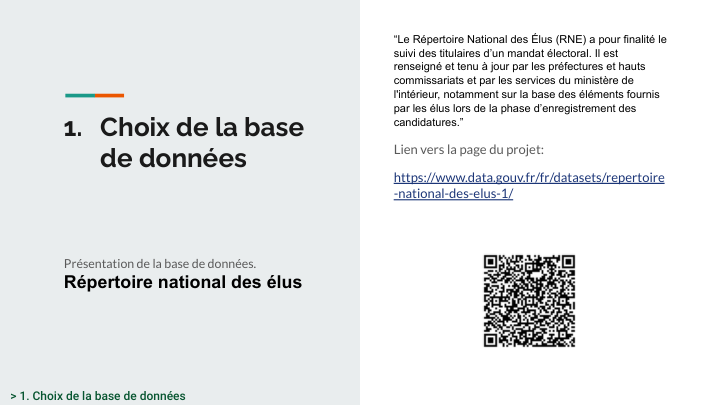 1. Choix de la base
de données
Présentation de la base de données.
Répertoire national des élus
> 1. Choix de la base de données
“Le Répertoire National des Élus (RNE) a pour finalité le
suivi des titulaires d’un mandat électoral. Il est
renseigné et tenu à jour par les préfectures et hauts
commissariats et par les services du ministère de
l'intérieur, notamment sur la base des éléments fournis
par les élus lors de la phase d’enregistrement des
candidatures.”
Lien vers la page du projet:
https://www.data.gouv.fr/fr/datasets/repertoire
-national-des-elus-1/